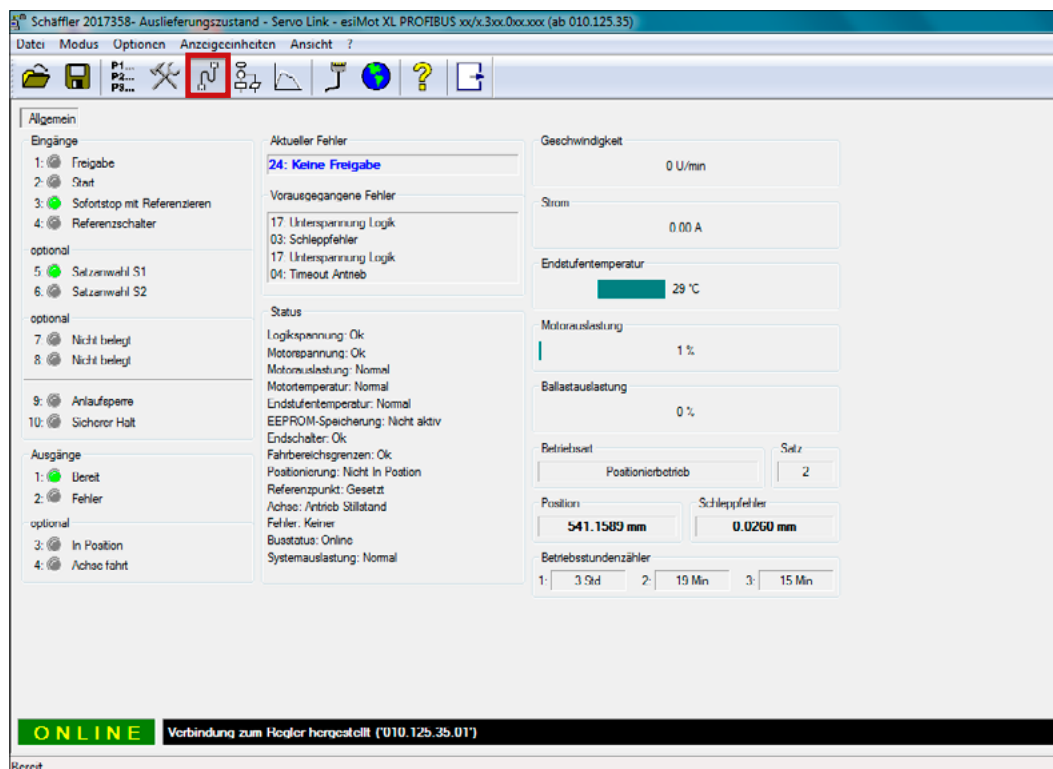 Schäffler 2017358- Auslieferungszustand - Servo Link - esiMot XL PROFIBUS xx/x.3xx.0xx.xxx (ab 010.125.35)
Datei Modus Optionen Anzeigeeinheiten Ansicht ?
P1...
P2...
P3...
Allgemein
Eingänge
1: Freigabe
2: Start
3: Sofortstop mit Referenzieren
4: Referenzschalter
optional
5: Satzanwahl S1
6: Satzanwahl S2
optional
7: Nicht belegt
8: Nicht belegt
9: Anlaufsperre
10: Sicherer Halt
Ausgänge
1: Bereit
2: Fehler
optional
3: In Position
4: Achse fährt
Aktueller Fehler
24: Keine Freigabe
Vorausgegangene Fehler
17: Unterspannung Logik
03: Schleppfehler
17: Unterspannung Logik
04: Timeout Antrieb
Status
Logikspannung: Ok
Motorspannung: Ok
Motorauslastung: Normal
Motortemperatur: Normal
Endstufentemperatur: Normal
EEPROM-Speicherung: Nicht aktiv
Endschalter: Ok
Fahrbereichsgrenzen: Ok
Positionierung: Nicht In Postion
Referenzpunkt: Gesetzt
Achse: Antrieb Stillstand
Fehler: Keiner
Busstatus: Online
Systemauslastung: Normal
Geschwindigkeit
0 U/min
Strom
0.00 A
Endstufentemperatur
29 °C
Motorauslastung
1 %
Ballastauslastung
0 %
Betriebsart Satz
Positionierbetrieb 2
Position Schleppfehler
541.1589 mm 0.0260 mm
Betriebsstundenzähler
1: 3 Std 2: 19 Min 3: 15 Min
ONLINE Verbindung zum Regler hergestellt ('010.125.35.01')
Bereit